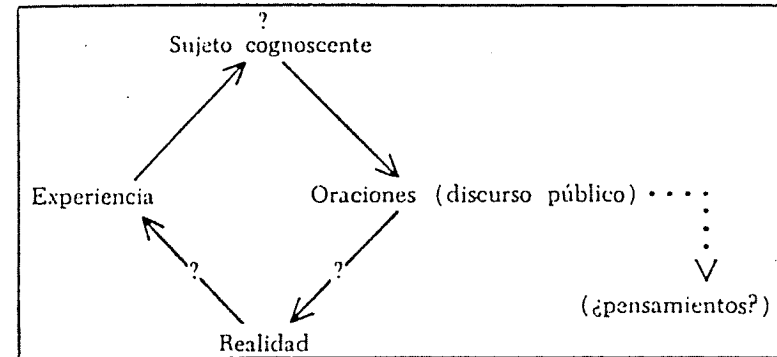 ?
Sujeto cognoscente
Experiencia
Oraciones (discurso público)
?
?
(¿pensamientos?)
Realidad